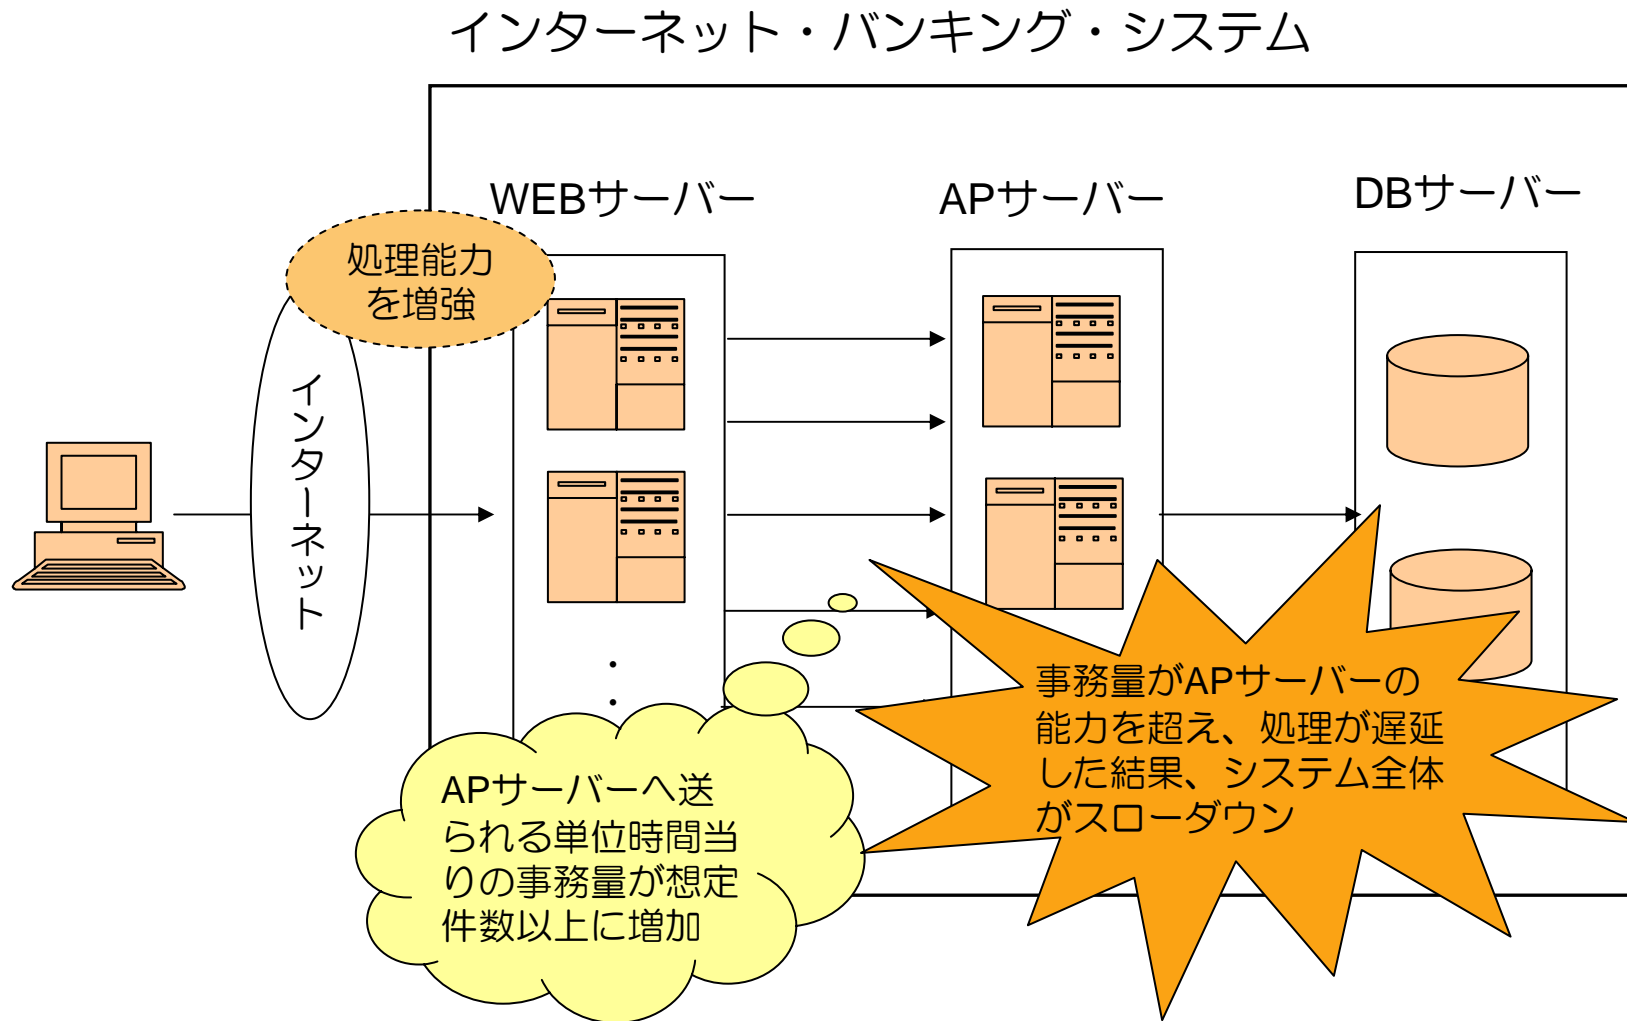 インターネット・バンキング・システム
WEBサーバー
APサーバー
DBサーバー
処理能力
を増強
インターネット
・
・
事務量がAPサーバーの
能力を超え、処理が遅延
した結果、システム全体
がスローダウン
APサーバーへ送
られる単位時間当
りの事務量が想定
件数以上に増加